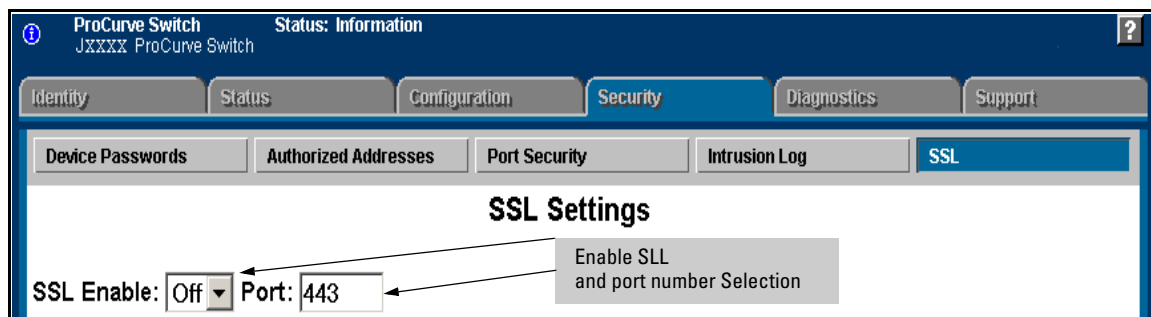 ProCurve Switch Status: Information
JXXXX ProCurve Switch
?
Identity Status Configuration Security Diagnostics Support
Device Passwords Authorized Addresses Port Security Intrusion Log SSL
SSL Settings
Enable SLL
and port number Selection
SSL Enable: Off Port: 443